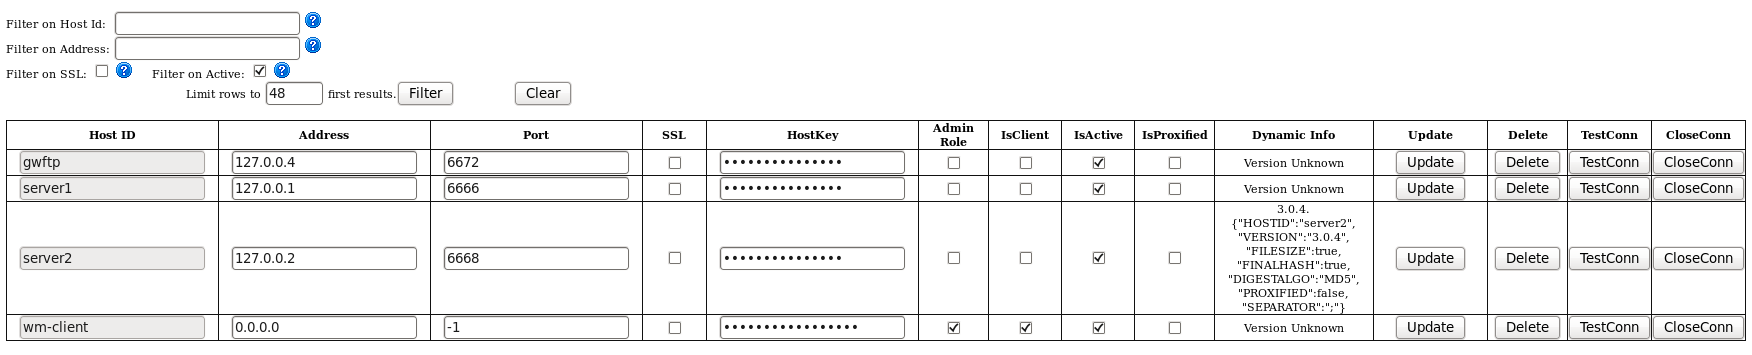 Filter on Host Id:
Filter on Address:
Filter on SSL: Filter on Active:
Limit rows to 48 first results. Filter Clear
Host ID Address Port SSL HostKey Admin Role IsClient IsActive IsProxified Dynamic Info Update Delete TestConn CloseConn
gwftp 127.0.0.4 6672 ••••••••••••••• Version Unknown Update Delete TestConn CloseConn
server1 127.0.0.1 6666 ••••••••••••••• Version Unknown Update Delete TestConn CloseConn
server2 127.0.0.2 6668 ••••••••••••••• 3.0.4.
{"HOSTID":"server2",
"VERSION":"3.0.4",
"FILESIZE":true,
"FINALHASH":true,
"DIGESTALGO":"MD5",
"PROXIFIED":false,
"SEPARATOR":";"}
Update Delete TestConn CloseConn
wm-client 0.0.0.0 -1 ••••••••••••••••• Version Unknown Update Delete TestConn CloseConn